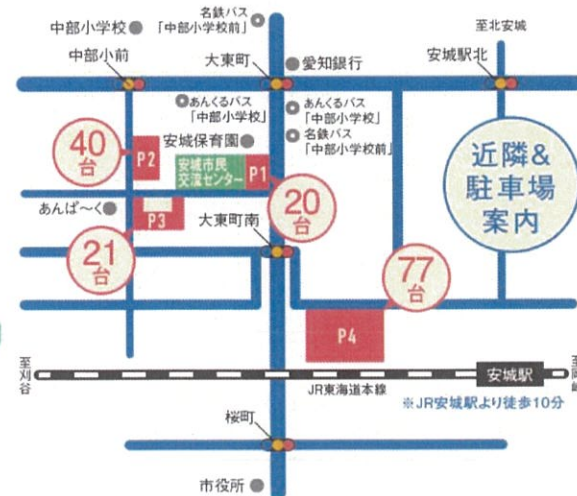 名鉄バス
「中部小学校前」
中部小学校
至北安城
中部小前
大東町
愛知銀行
安城駅北
あんくるバス
「中部小学校」
あんくるバス
「中部小学校」
名鉄バス
「中部小学校前」
40
台
P2
安城保育園
安城市民
交流センター
P1
近隣&
駐車場
案内
20
台
あんぱ〜く
P3
大東町南
21
台
77
台
P4
至刈谷
JR東海道本線
安城駅
※JR安城駅より徒歩10分
桜町
市役所